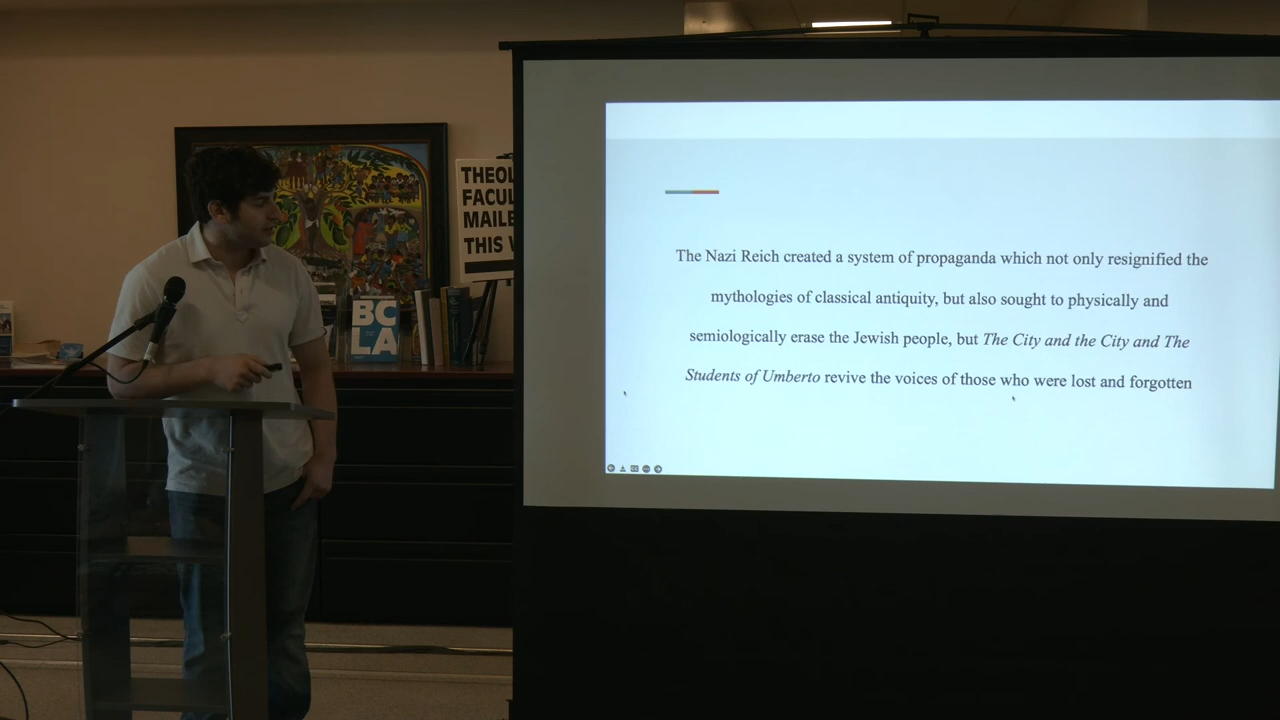 The Nazi Reich created a system of propaganda which not only resignified the
mythologies of classical antiquity, but also sought to physically and
semiologically erase the Jewish people, but The City and the City and The
Students of Umberto revive the voices of those who were lost and forgotten
THEOL
FACUL
MAILE
THIS
BC
LA